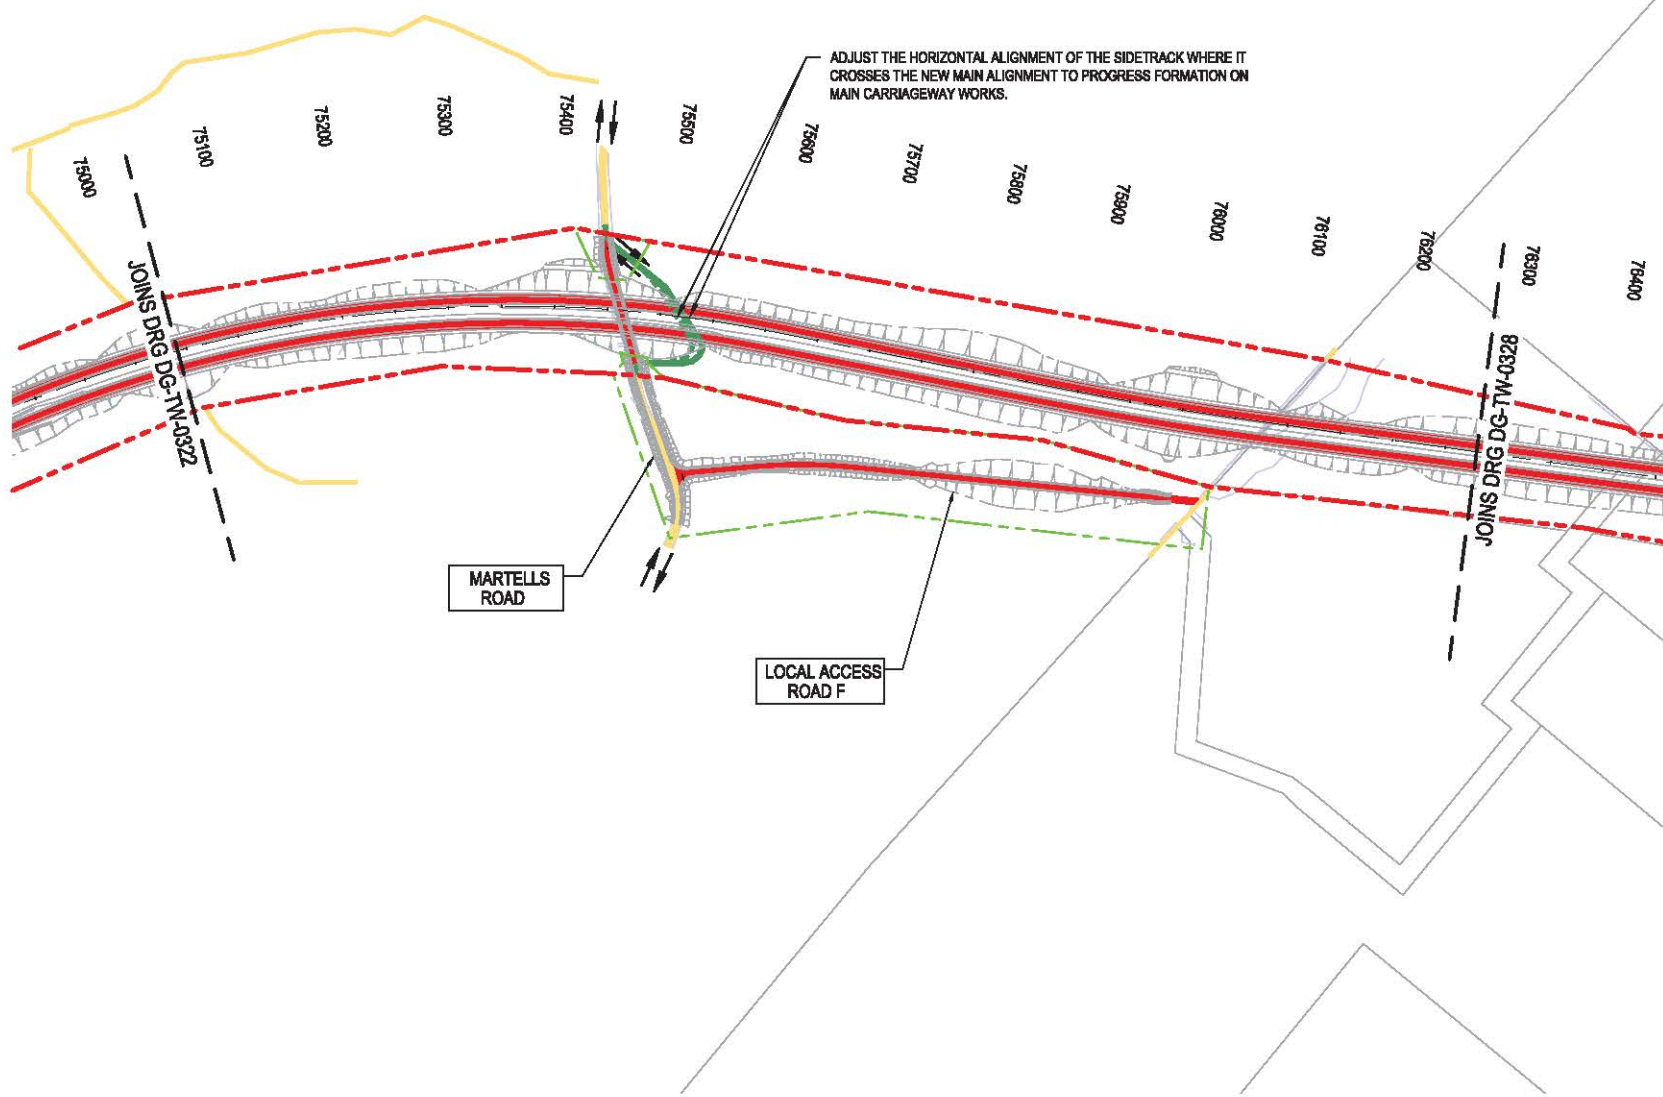 ADJUST THE HORIZONTAL ALIGNMENT OF THE SIDETRACK WHERE IT
CROSSES THE NEW MAIN ALIGNMENT TO PROGRESS FORMATION ON
MAIN CARRIAGEWAY WORKS.
75000
75100
75200
75300
75400
75500
75600
75700
75800
75900
76000
76100
76200
76300
76400
JOINS DRG DG-TW-0322
JOINS DRG DG-TW-0328
MARTELLS
ROAD
LOCAL ACCESS
ROAD F